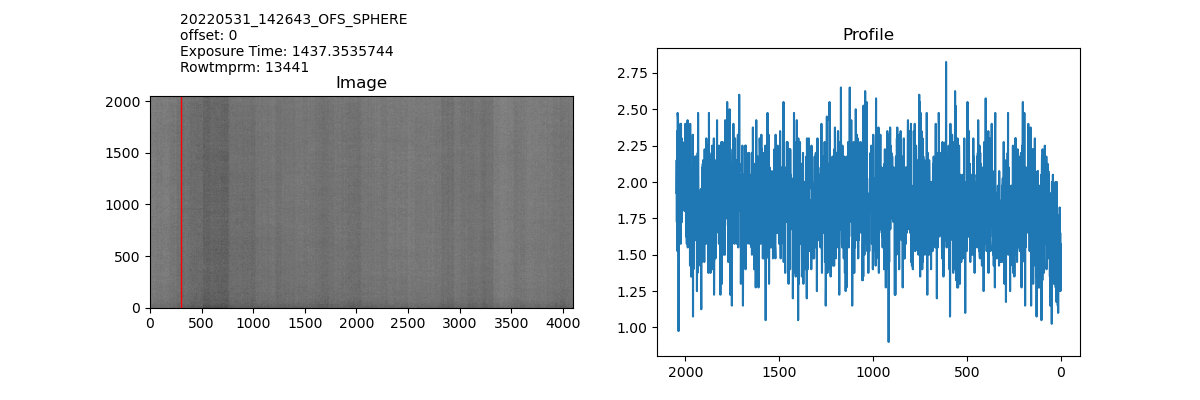 20220531_142643_OFS_SPHERE
offset: 0
Exposure Time: 1437.3535744
Rowtmprm: 13441
Image
2000
1500
1000
500
0
0 500 1000 1500 2000 2500 3000 3500 4000
Profile
2.75
2.50
2.25
2.00
1.75
1.50
1.25
1.00
2000 1500 1000 500 0